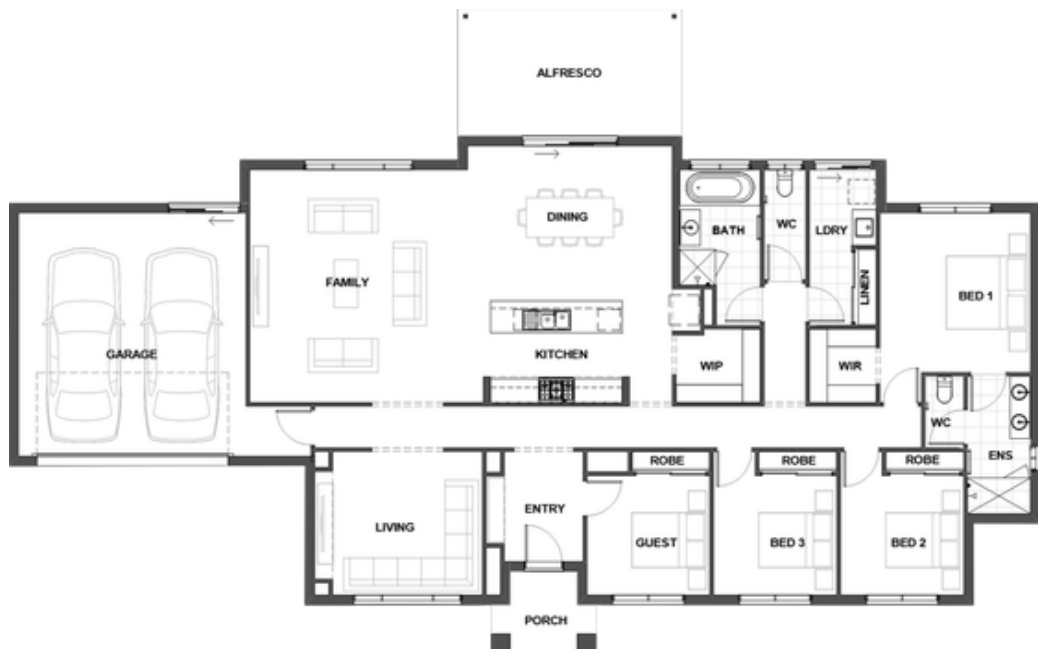 ALFRESCO
DINING
BATH
WC
LDRY
LINEN
BED 1
FAMILY
GARAGE
KITCHEN
WIP
WIR
WC
ENS
ROBE
ROBE
ROBE
LIVING
ENTRY
GUEST
BED 3
BED 2
PORCH